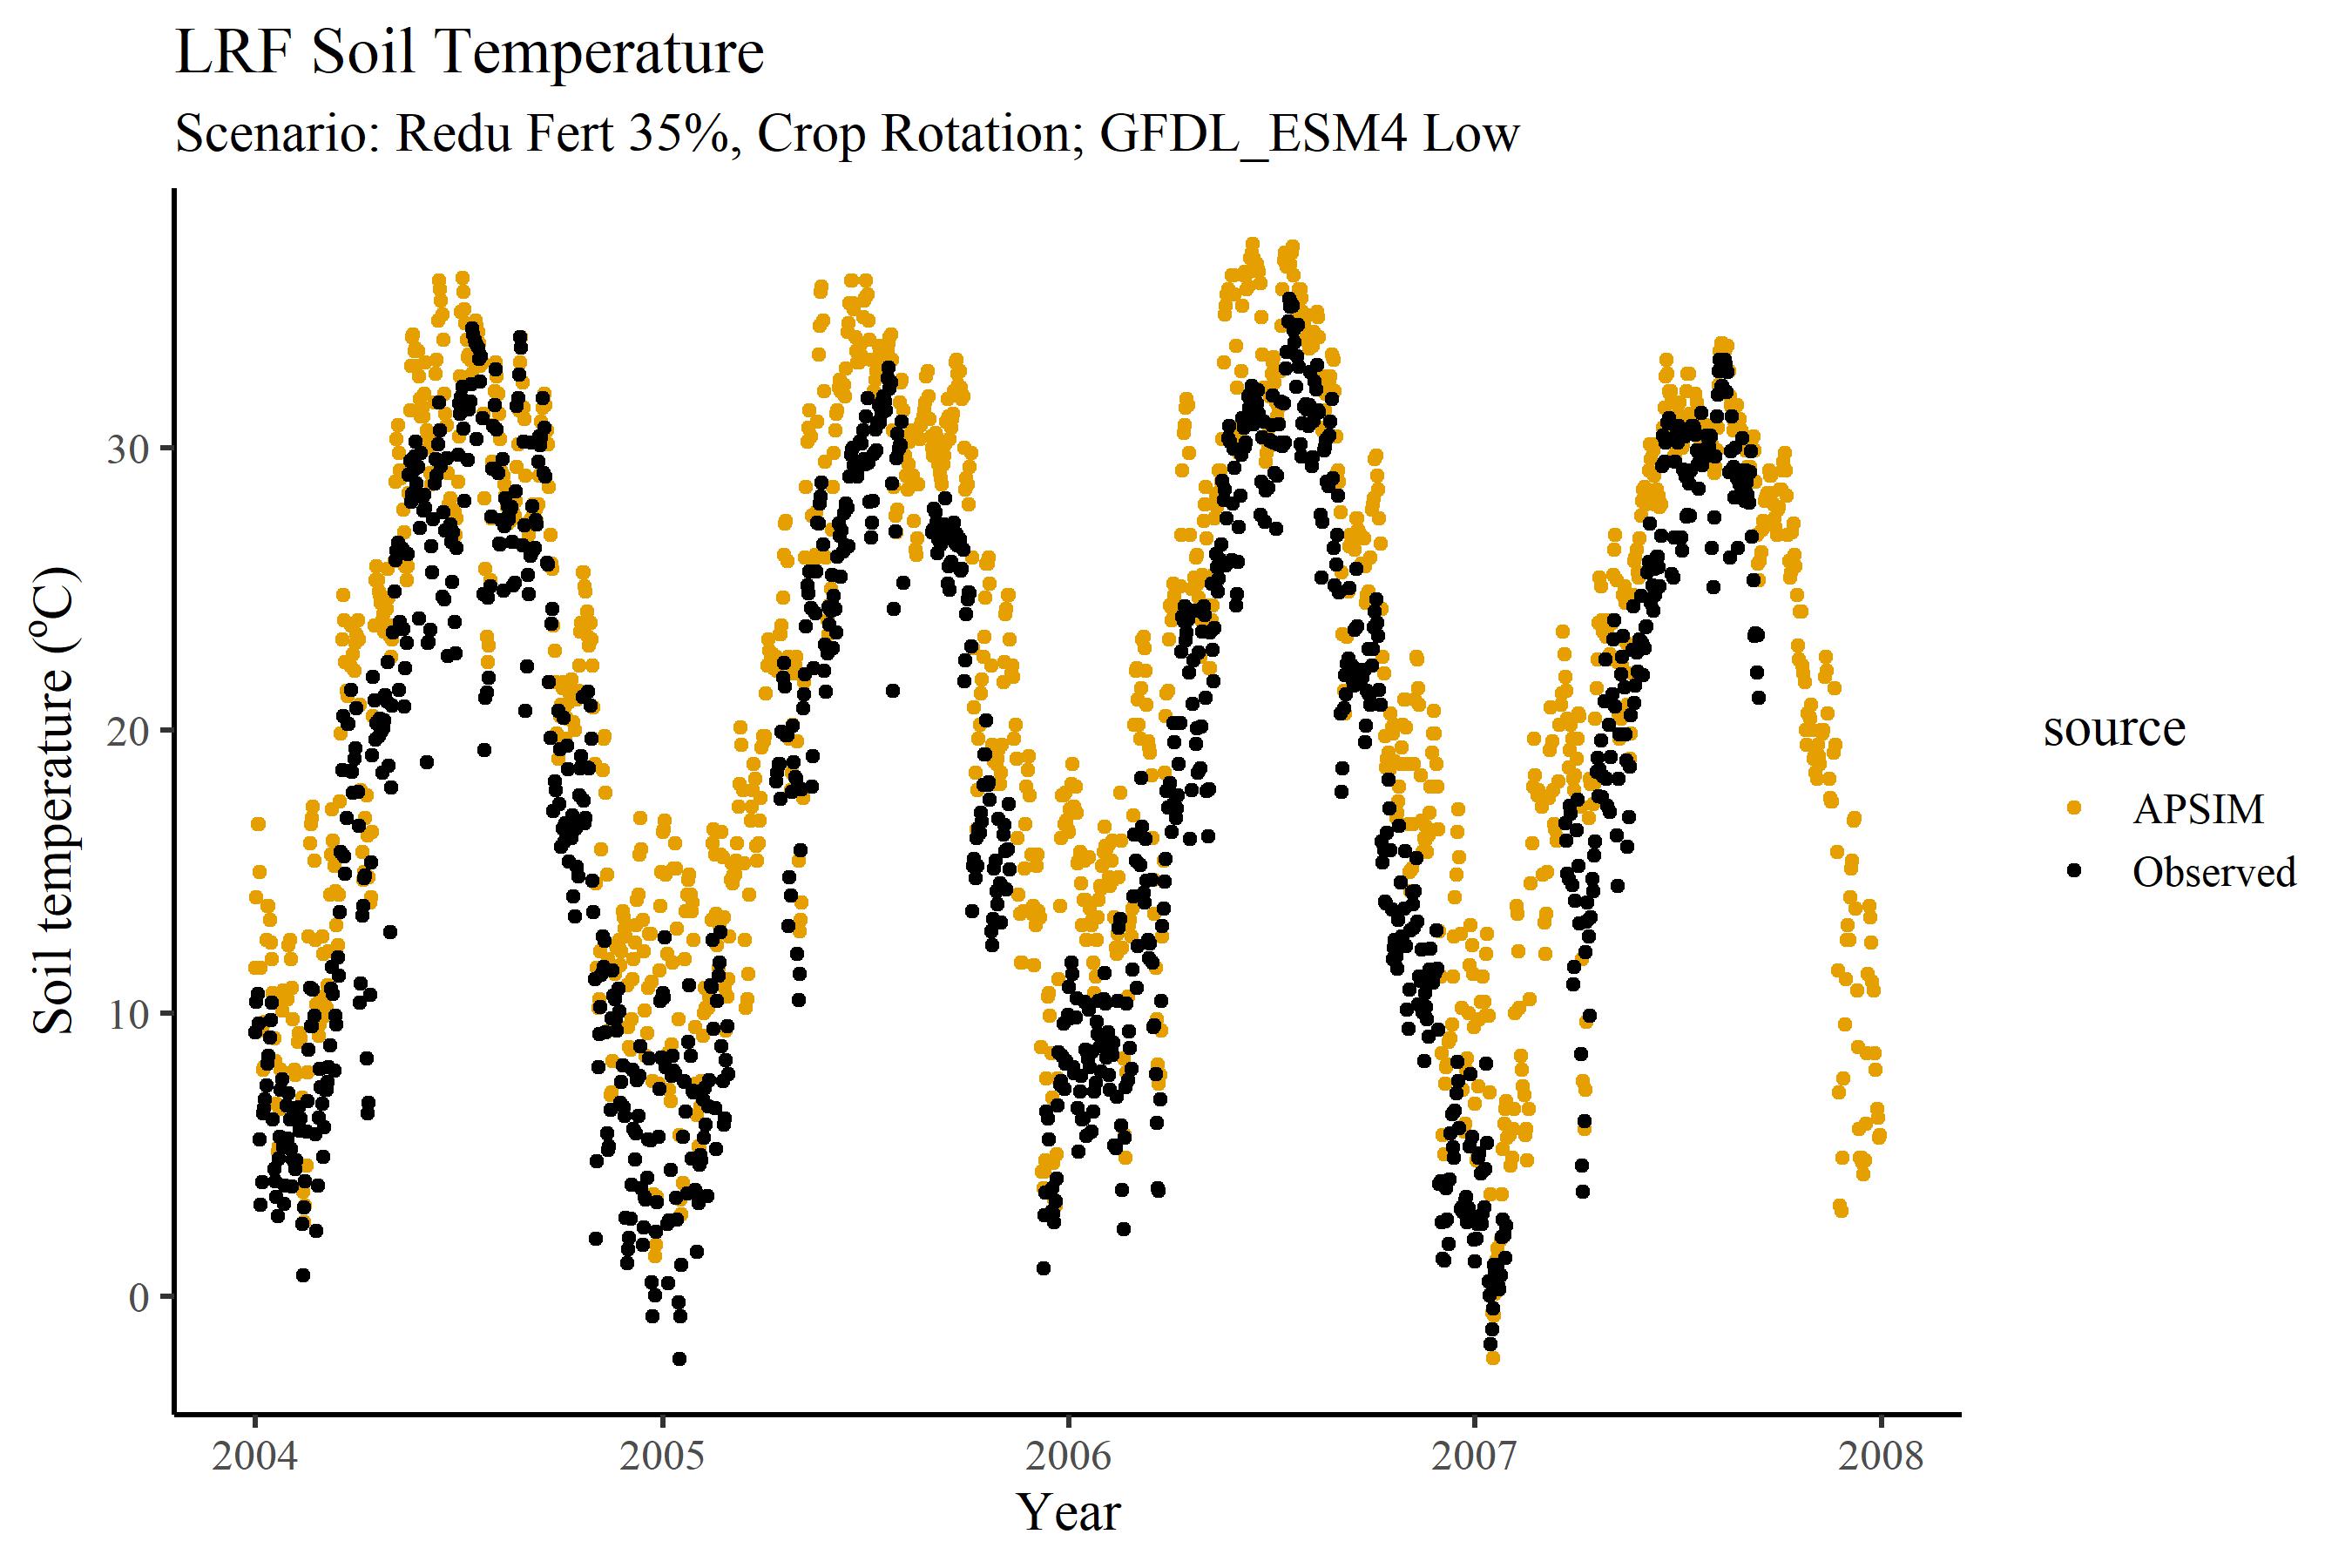 LRF Soil Temperature
Scenario: Redu Fert 35%, Crop Rotation; GFDL_ESM4 Low
Soil temperature (ºC)
30
20
10
0
2004 2005 2006 2007 2008
Year
source
APSIM
Observed